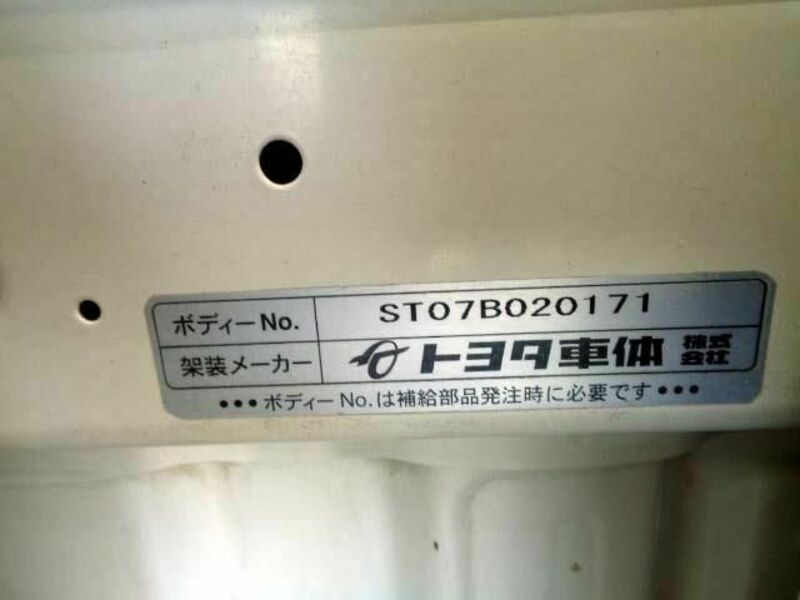 ボディーNo. ST07B020171
架装メーカー トヨタ車体 株式会社
•••ボディーNo.は補給部品発注時に必要です•••